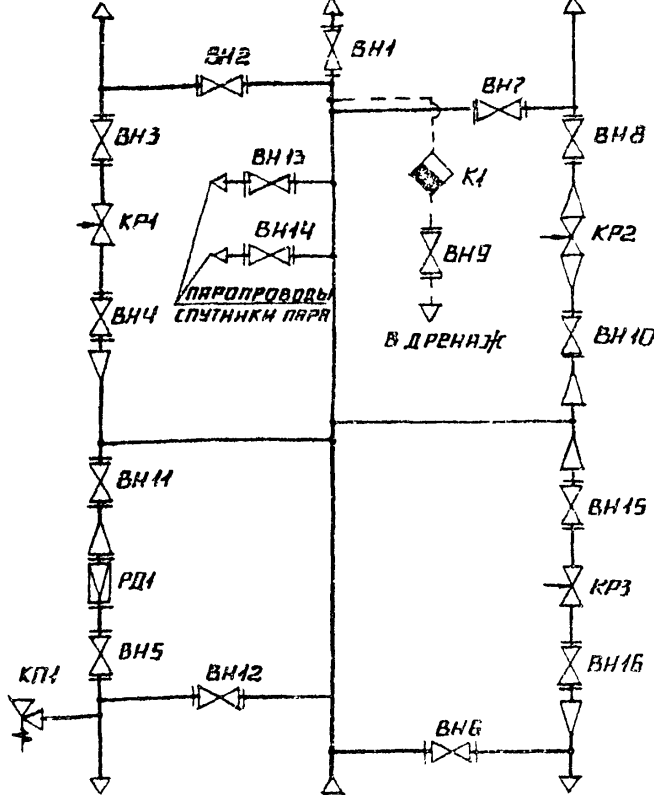 ВН1
ВН2
ВН7
ВН3
ВН8
ВН13
К1
КР1
ВН14
КР2
ВН9
ПАРОПРОВОДЫ
СПУТНИКИ ПАРА
ВН4
В ДРЕНАЖ
ВН10
ВН11
ВН15
РД1
КР3
ВН5
ВН12
ВН16
КП1
ВН6